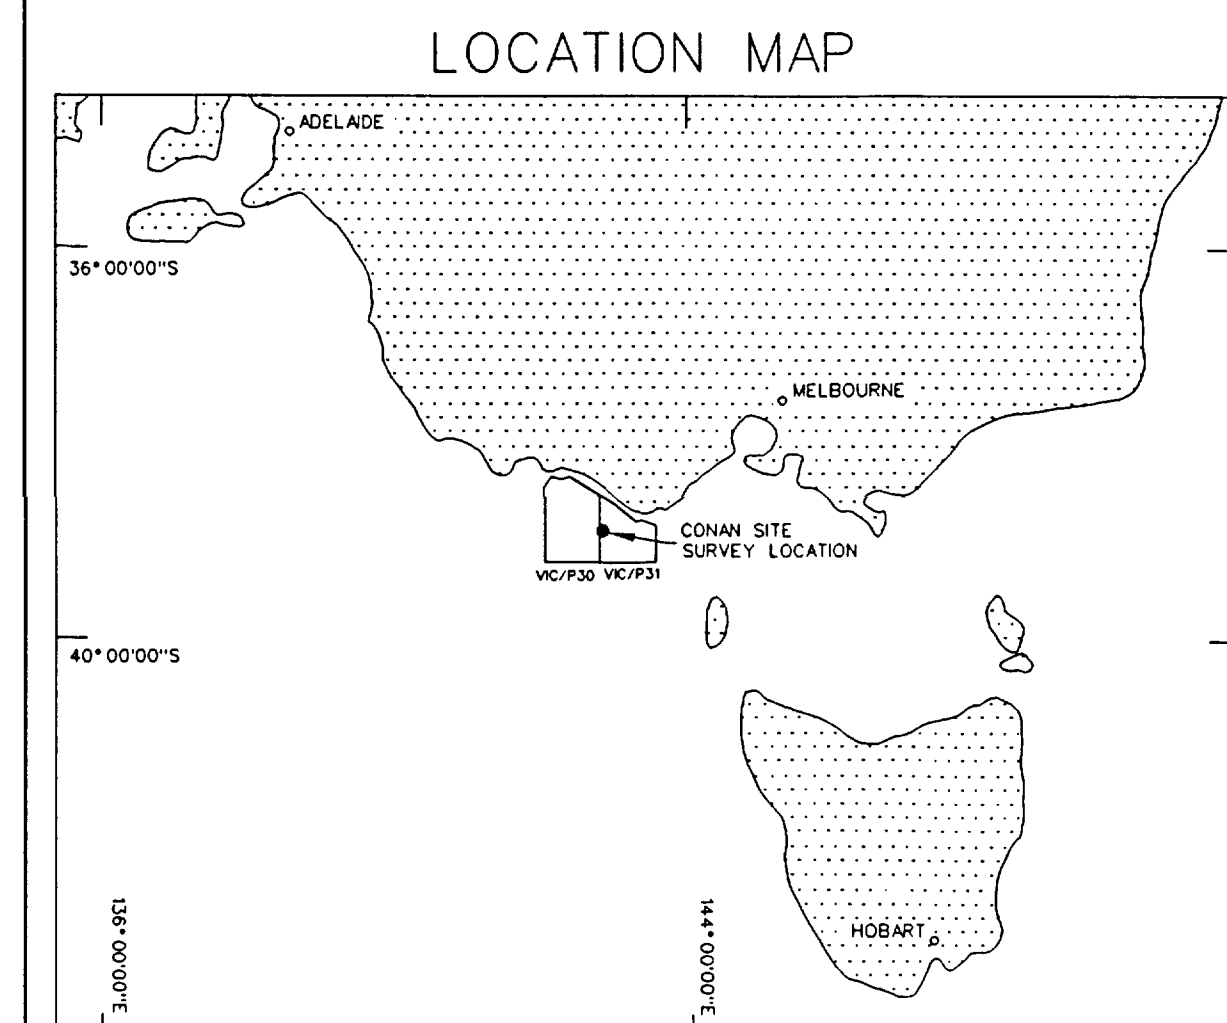 LOCATION MAP
ADELAIDE
36°00'00"S
MELBOURNE
CONAN SITE
SURVEY LOCATION
VIC/P30 VIC/P31
40°00'00"S
136°00'00"E
144°00'00"E
HOBART